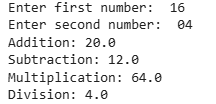 Enter first number:  16
Enter second number:  04
Addition: 20.0
Subtraction: 12.0
Multiplication: 64.0
Division: 4.0